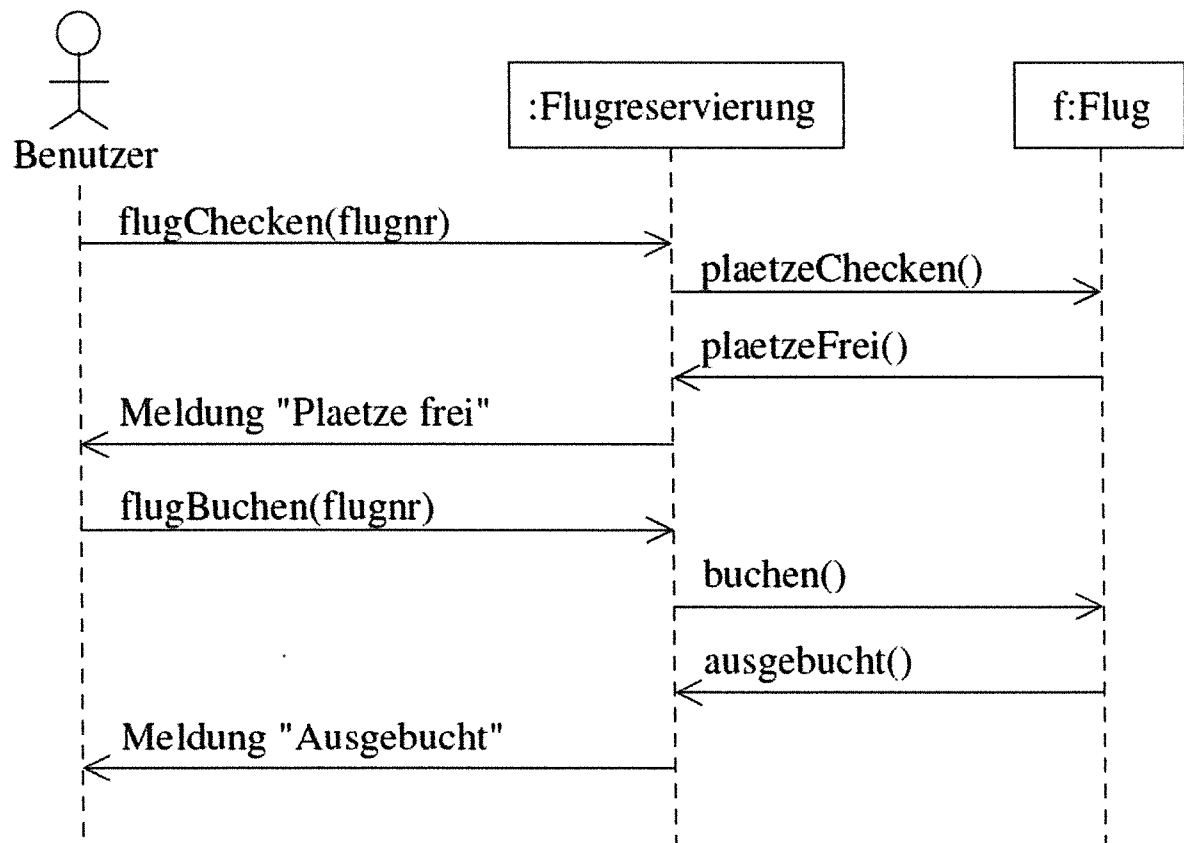 :Flugreservierung
f:Flug
Benutzer
flugChecken(flugnr)
plaetzeChecken()
plaetzeFrei()
Meldung "Plaetze frei"
flugBuchen(flugnr)
buchen()
ausgebucht()
Meldung "Ausgebucht"